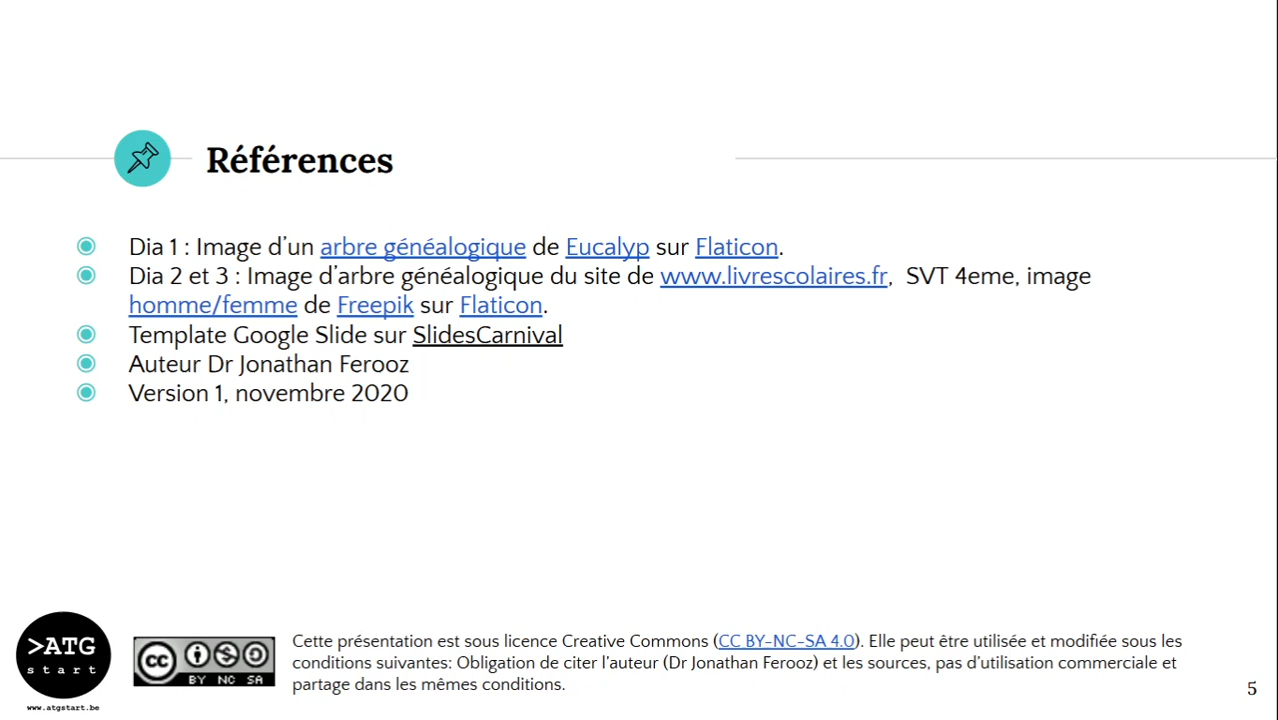 Références
Dia 1 : Image d’un arbre généalogique de Eucalyp sur Flaticon.
Dia 2 et 3 : Image d’arbre généalogique du site de www.livrescolaires.fr,  SVT 4eme, image
homme/femme de Freepik sur Flaticon.
Template Google Slide sur SlidesCarnival
Auteur Dr Jonathan Ferooz
Version 1, novembre 2020
>ATG
start
www.atgstart.be
cc
BY NC SA
Cette présentation est sous licence Creative Commons (CC BY-NC-SA 4.0). Elle peut être utilisée et modifiée sous les
conditions suivantes: Obligation de citer l’auteur (Dr Jonathan Ferooz) et les sources, pas d’utilisation commerciale et
partage dans les mêmes conditions.
5